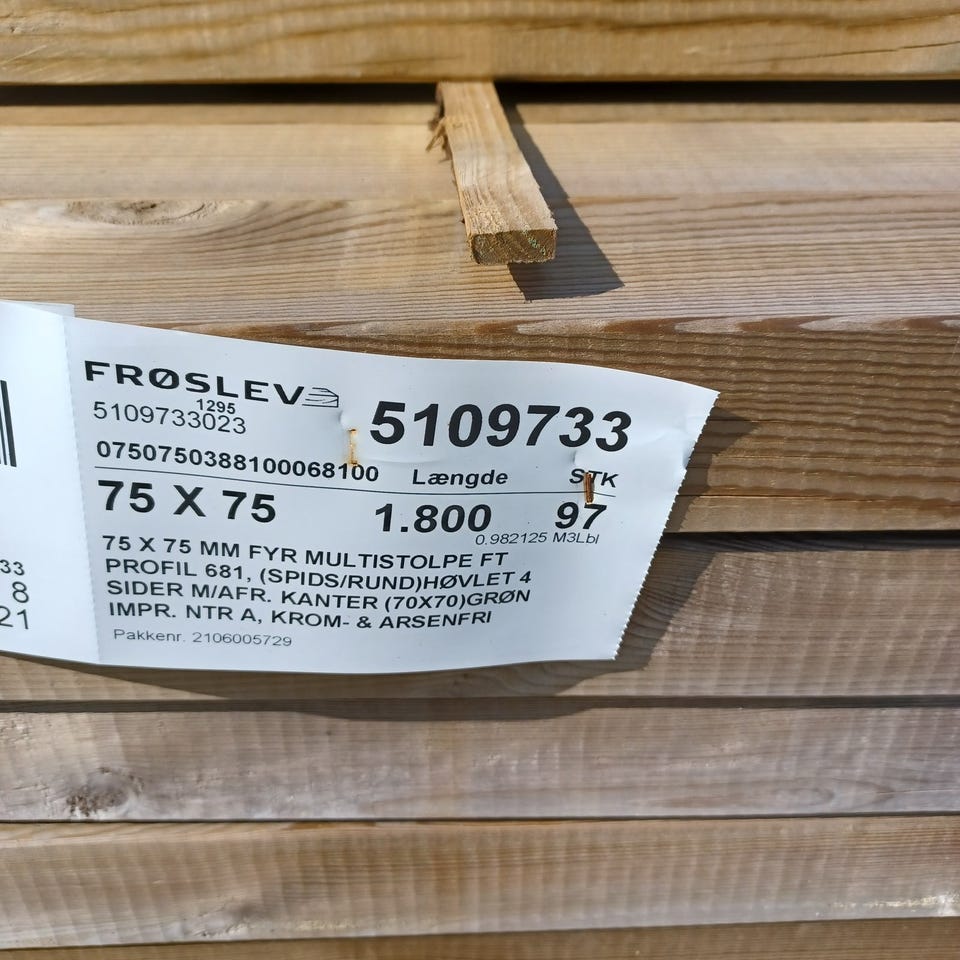 FRØSLEV
1295
5109733023
5109733
0750750388100068100 Længde STK
75 X 75 1.800 97
0.982125 M3Lbl
75 X 75 MM FYR MULTISTOLPE FT
PROFIL 681, (SPIDS/RUND)HØVLET 4
SIDER M/AFR. KANTER (70X70)GRØN
IMPR. NTR A, KROM- & ARSENFRI
Pakkenr. 2106005729
33
8
21